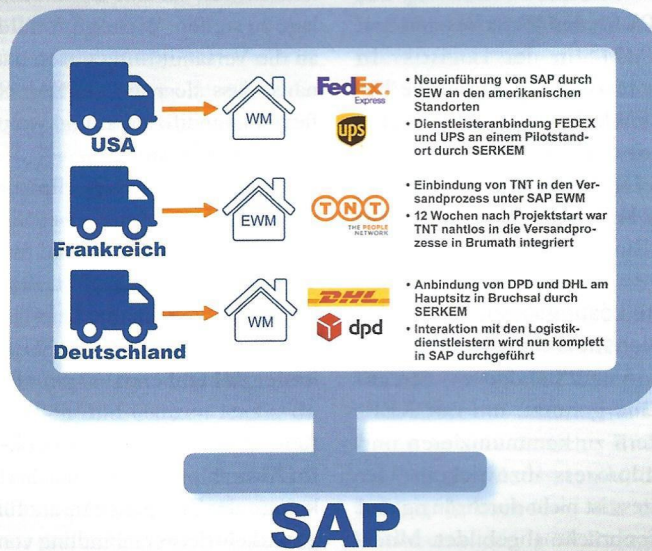 USA
WM
FedEx.
Express
ups
• Neueinführung von SAP durch
SEW an den amerikanischen
Standorten
• Dienstleisteranbindung FEDEX
und UPS an einem Pilotstand-
ort durch SERKEM
Frankreich
EWM
TNT
THE PEOPLE
NETWORK
• Einbindung von TNT in den Ver-
sandprozess unter SAP EWM
• 12 Wochen nach Projektstart war
TNT nahtlos in die Versandpro-
zesse in Brumath integriert
Deutschland
WM
DHL
dpd
• Anbindung von DPD und DHL am
Hauptsitz in Bruchsal durch
SERKEM
• Interaktion mit den Logistik-
dienstleistern wird nun komplett
in SAP durchgeführt
SAP